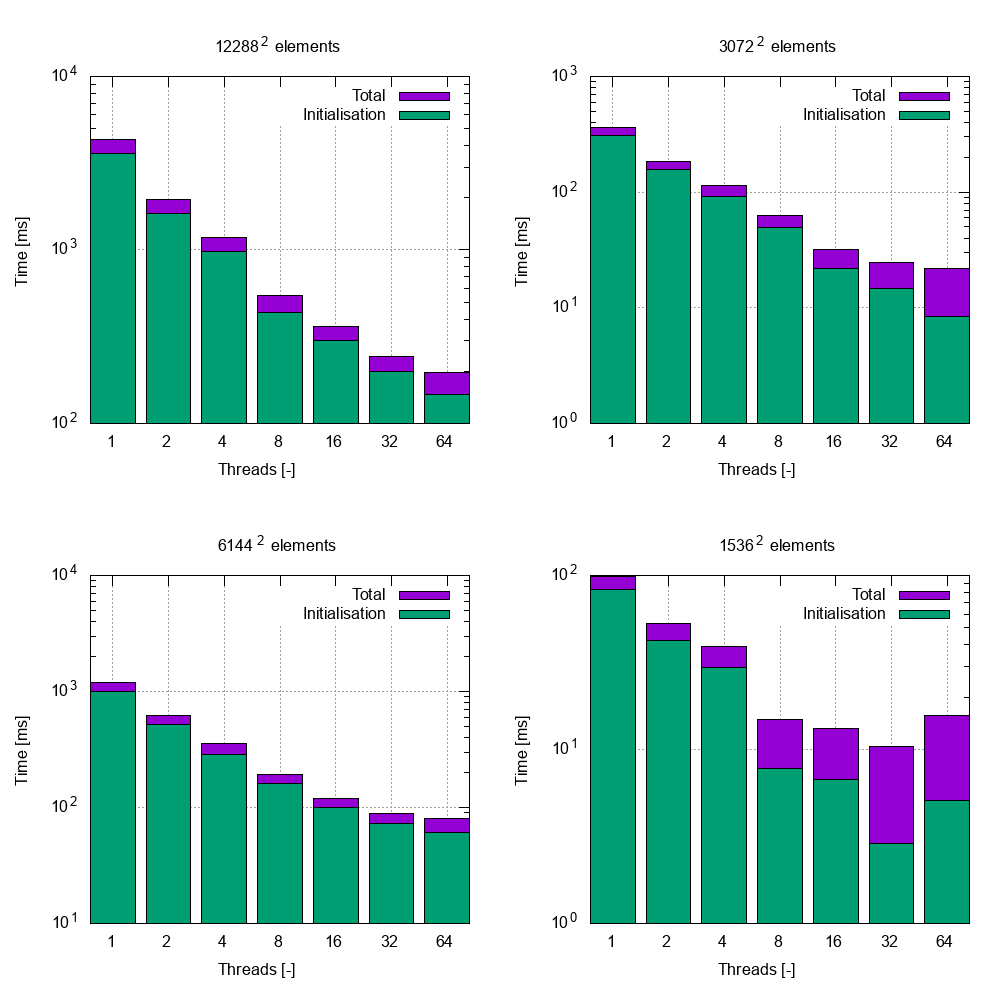 12288² elements
10⁴
10³
10²
Time [ms]
Total
Initialisation
1 2 4 8 16 32 64
Threads [-]
3072² elements
10³
10²
10¹
10⁰
Time [ms]
Total
Initialisation
1 2 4 8 16 32 64
Threads [-]
6144² elements
10⁴
10³
10²
10¹
Time [ms]
Total
Initialisation
1 2 4 8 16 32 64
Threads [-]
1536² elements
10²
10¹
10⁰
Time [ms]
Total
Initialisation
1 2 4 8 16 32 64
Threads [-]